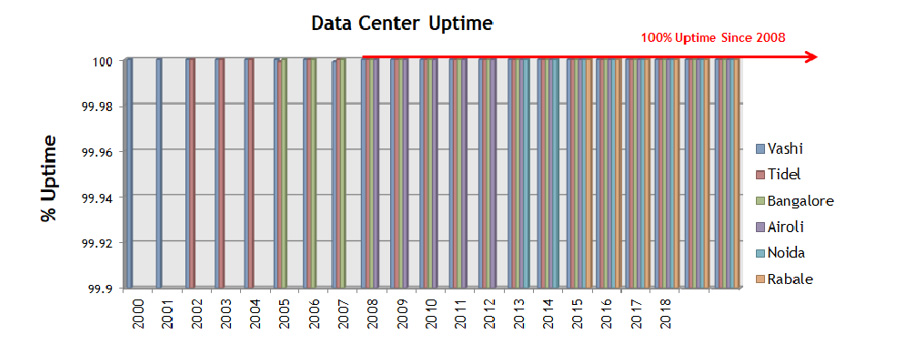 Data Center Uptime
100% Uptime Since 2008
% Uptime
100
99.98
99.96
99.94
99.92
99.9
2000
2001
2002
2003
2004
2005
2006
2007
2008
2009
2010
2011
2012
2013
2014
2015
2016
2017
2018
Vashi
Tidel
Bangalore
Airoli
Noida
Rabale